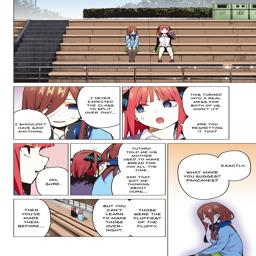 THIS TURNED
INTO A REAL
MESS FOR
BOTH OF US,
DIDN'T IT?
ARE YOU
REGRETTING
IT TOO?
I NEVER
EXPECTED
THE CLASS
TO SPLIT
OVER THAT...
I SHOULDN'T
HAVE SAID
ANYTHING.
EXACTLY.
WHAT MADE
YOU SUGGEST
PANCAKES?
FUTARO
TOLD ME HIS
MOTHER
USED TO
MAKE BREAD
FOR HIM ALL
THE TIME.
AND THAT
GOT ME
THINKING
ABOUT
OURS...
OH,
SURE.
THOSE
WERE THE
FLUFFIEST
OF THE
FLUFFY.
BUT YOU
CAN'T
LEARN TO
MAKE THOSE
OVER-
NIGHT.
THEN
YOU'VE
MADE THEM
BEFORE...